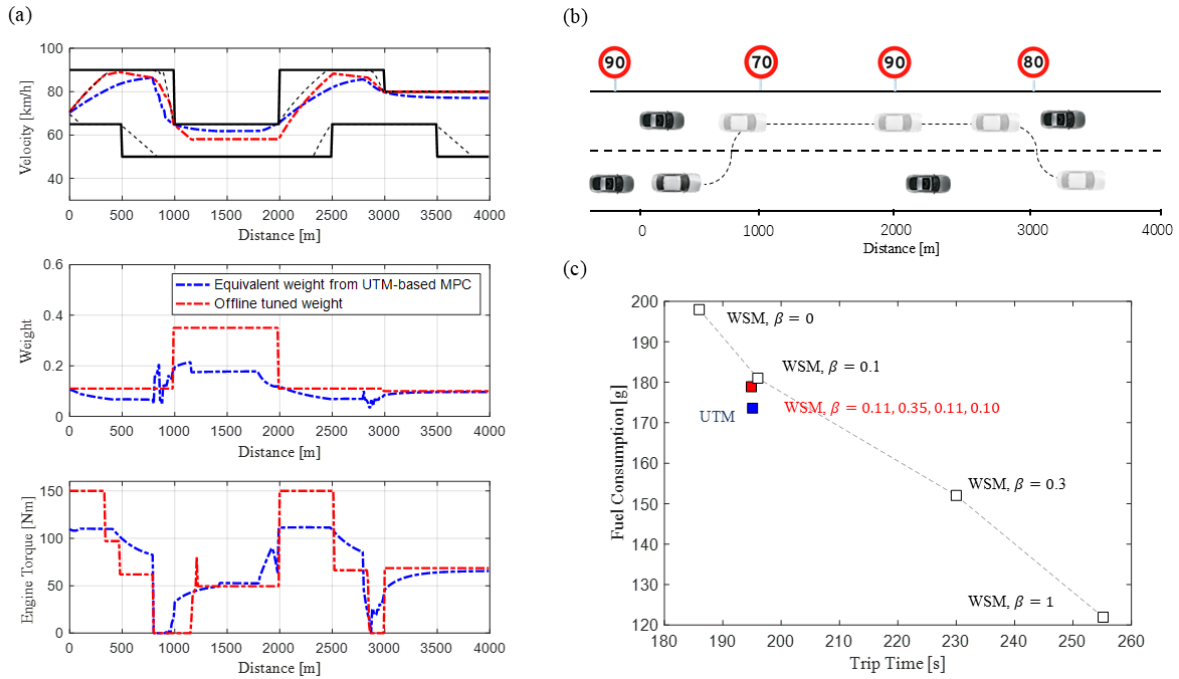 (a)
100
80
60
40
Velocity [km/h]
0 500 1000 1500 2000 2500 3000 3500 4000
Distance [m]
0.6
0.4
0.2
0
Weight
Equivalent weight from UTM-based MPC
Offline tuned weight
0 500 1000 1500 2000 2500 3000 3500 4000
Distance [m]
150
100
50
0
Engine Torque [Nm]
0 500 1000 1500 2000 2500 3000 3500 4000
Distance [m]
(b)
90 70 90 80
0 1000 2000 3000 4000
Distance [m]
(c)
200
190
180
170
160
150
140
130
120
Fuel Consumption [g]
WSM, β = 0
WSM, β = 0.1
WSM, β = 0.11, 0.35, 0.11, 0.10
UTM
WSM, β = 0.3
WSM, β = 1
180 190 200 210 220 230 240 250 260
Trip Time [s]